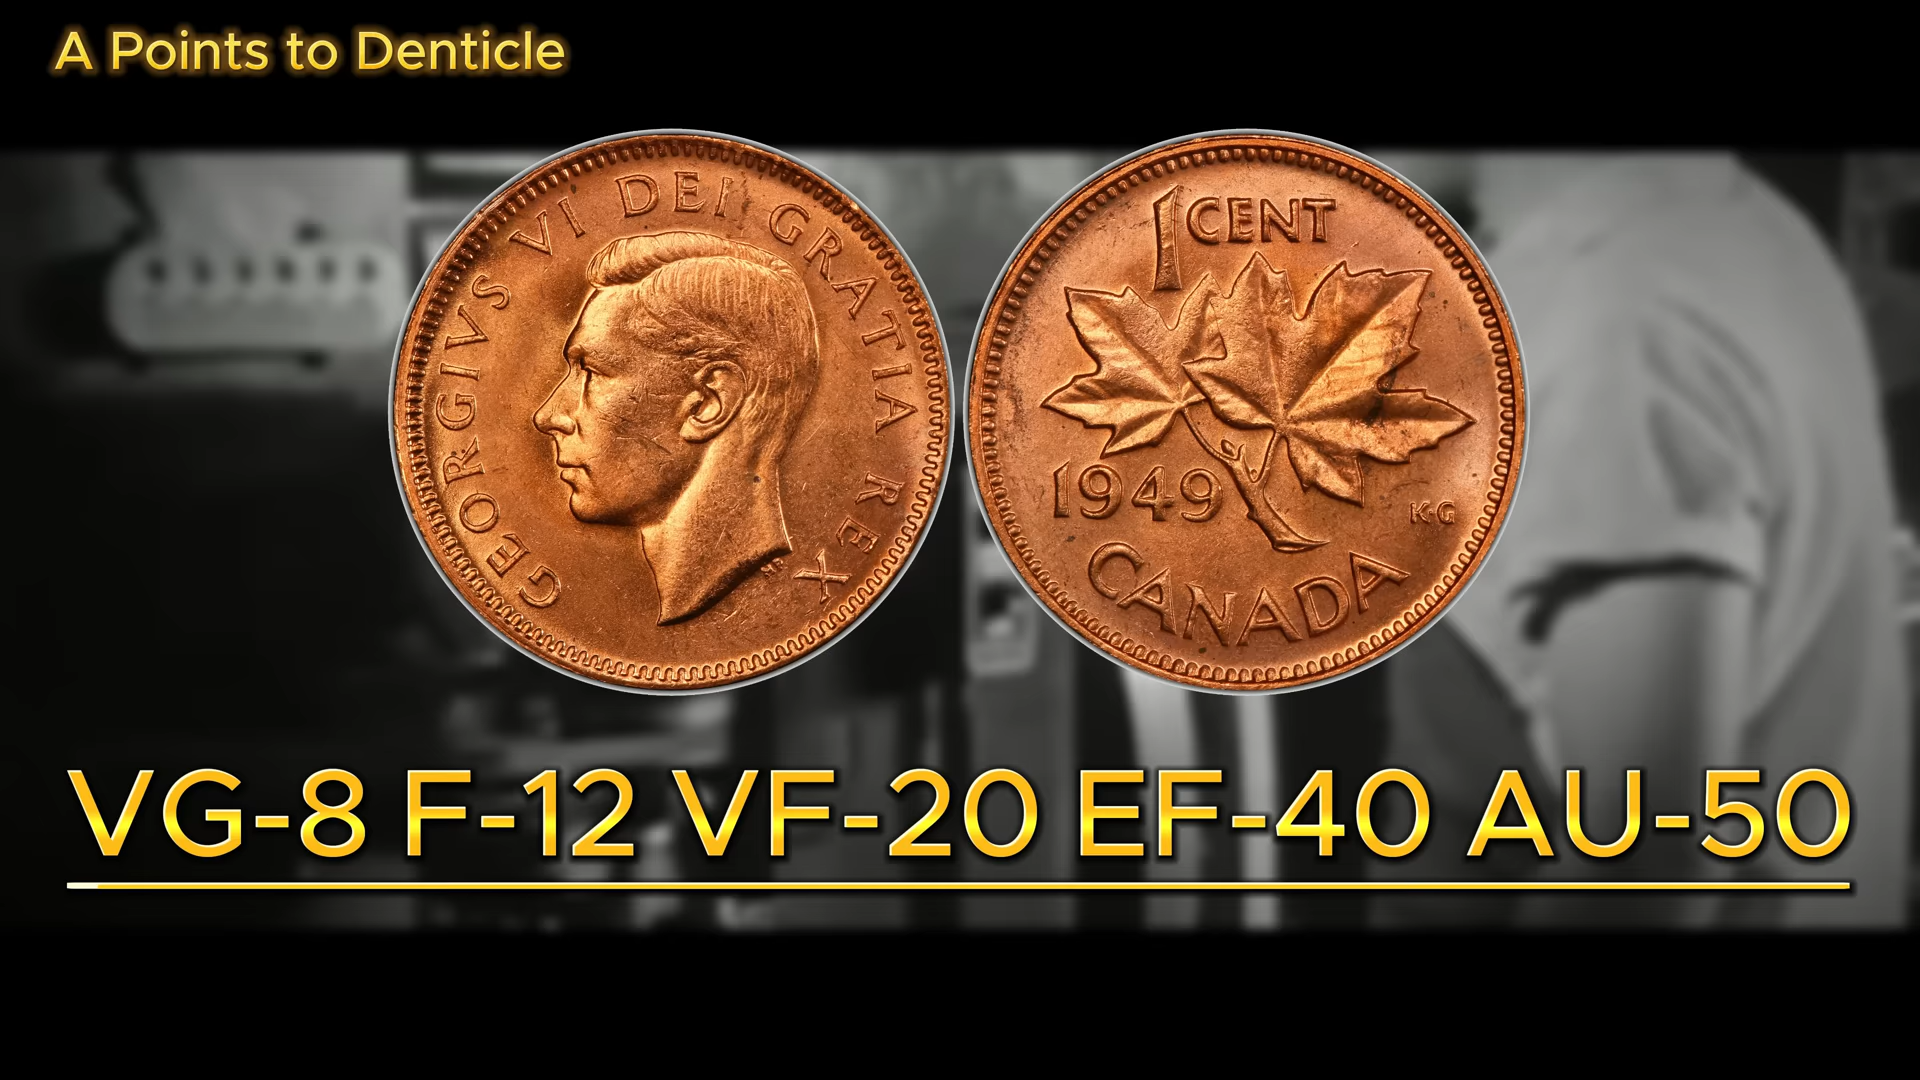 A Points to Denticle
GEORGIVS VI DEI GRATIA REX
HP
1 CENT
1949
K·G
CANADA
VG-8 F-12 VF-20 EF-40 AU-50